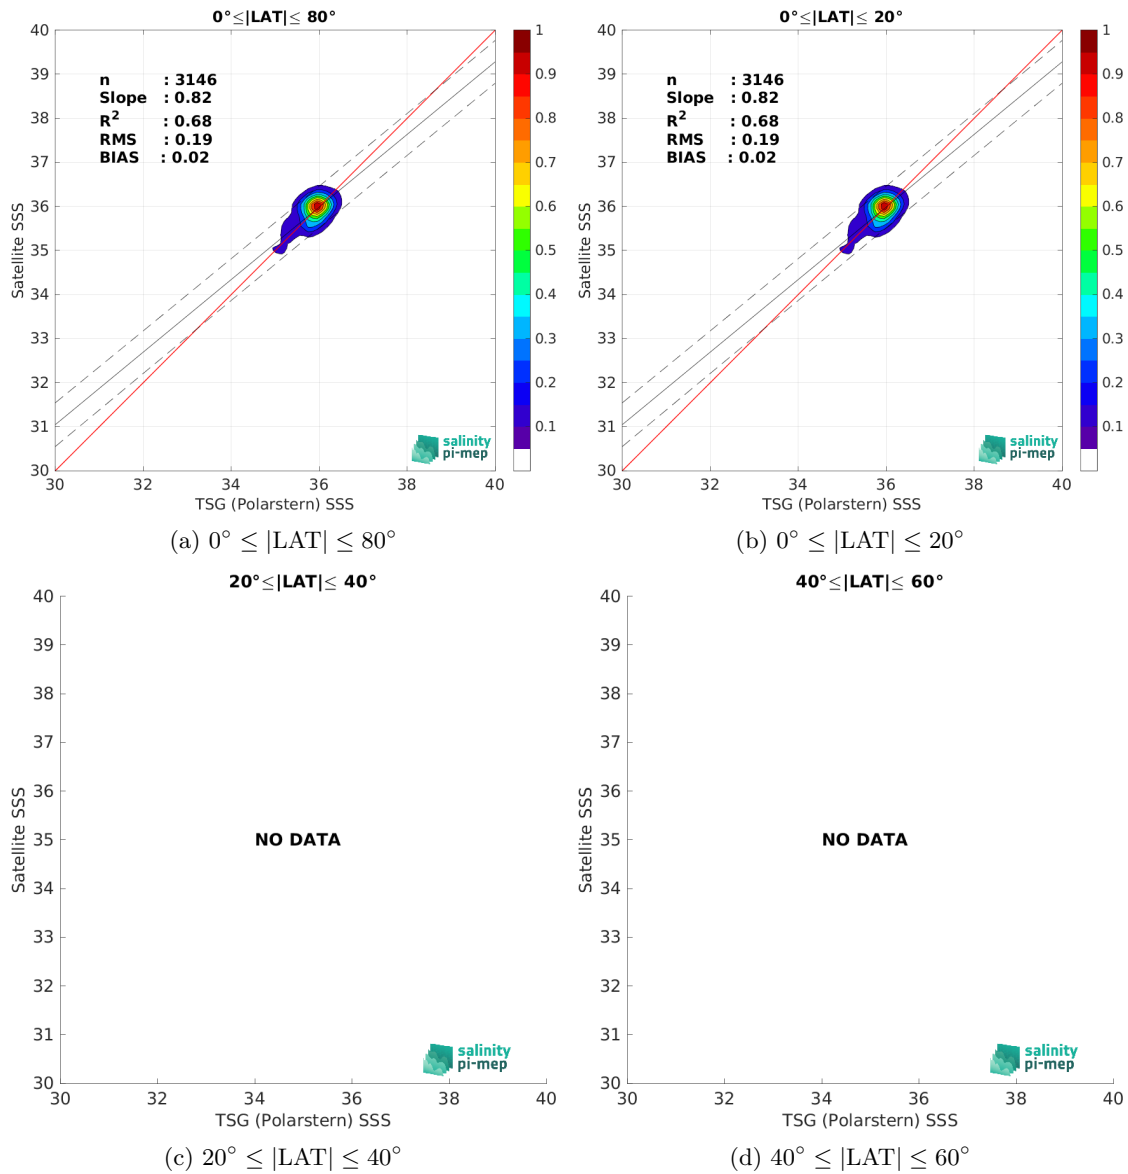 0°≤|LAT|≤ 80°
40
39
38
37
36
35
34
33
32
31
30
Satellite SSS
n : 3146
Slope : 0.82
R² : 0.68
RMS : 0.19
BIAS : 0.02
1
0.9
0.8
0.7
0.6
0.5
0.4
0.3
0.2
0.1
salinity
pi-mep
30 32 34 36 38 40
TSG (Polarstern) SSS
(a) 0° ≤ |LAT| ≤ 80°
0°≤|LAT|≤ 20°
40
39
38
37
36
35
34
33
32
31
30
Satellite SSS
n : 3146
Slope : 0.82
R² : 0.68
RMS : 0.19
BIAS : 0.02
1
0.9
0.8
0.7
0.6
0.5
0.4
0.3
0.2
0.1
salinity
pi-mep
30 32 34 36 38 40
TSG (Polarstern) SSS
(b) 0° ≤ |LAT| ≤ 20°
20°≤|LAT|≤ 40°
40
39
38
37
36
35
34
33
32
31
30
Satellite SSS
NO DATA
salinity
pi-mep
30 32 34 36 38 40
TSG (Polarstern) SSS
(c) 20° ≤ |LAT| ≤ 40°
40°≤|LAT|≤ 60°
40
39
38
37
36
35
34
33
32
31
30
Satellite SSS
NO DATA
salinity
pi-mep
30 32 34 36 38 40
TSG (Polarstern) SSS
(d) 40° ≤ |LAT| ≤ 60°